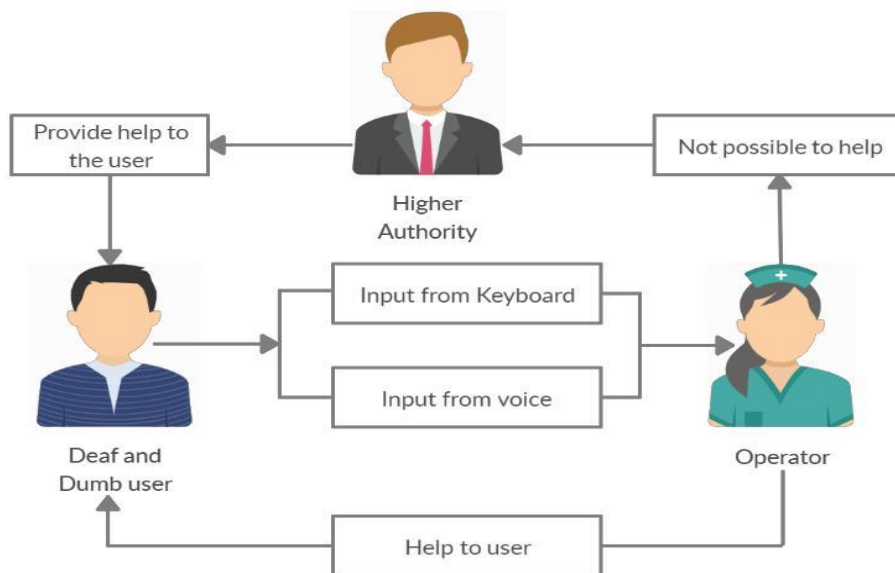 Provide help to
the user
Not possible to help
Higher
Authority
Input from Keyboard
Input from voice
Deaf and
Dumb user
Operator
Help to user